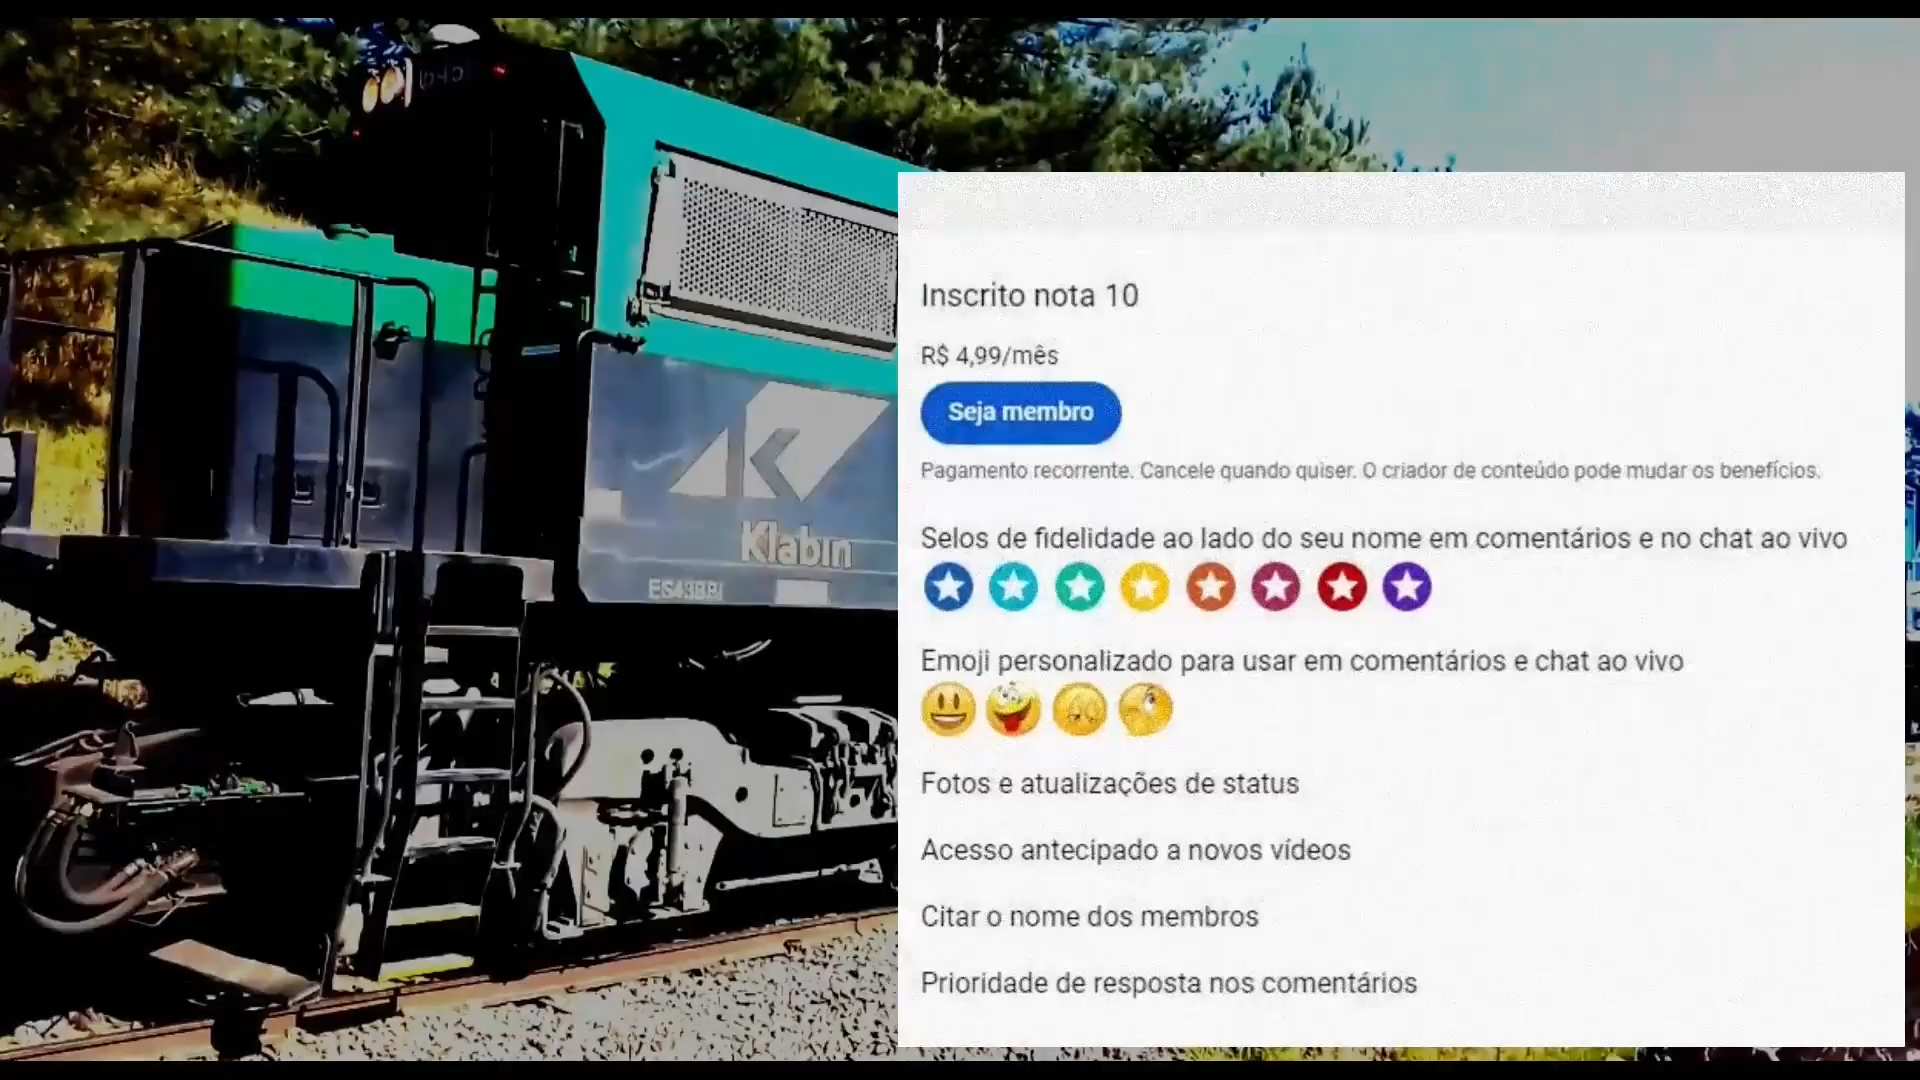 Klabin
ES43BBi
Inscrito nota 10
R$ 4,99/mês
Seja membro
Pagamento recorrente. Cancele quando quiser. O criador de conteúdo pode mudar os benefícios.
Selos de fidelidade ao lado do seu nome em comentários e no chat ao vivo
Emoji personalizado para usar em comentários e chat ao vivo
Fotos e atualizações de status
Acesso antecipado a novos vídeos
Citar o nome dos membros
Prioridade de resposta nos comentários